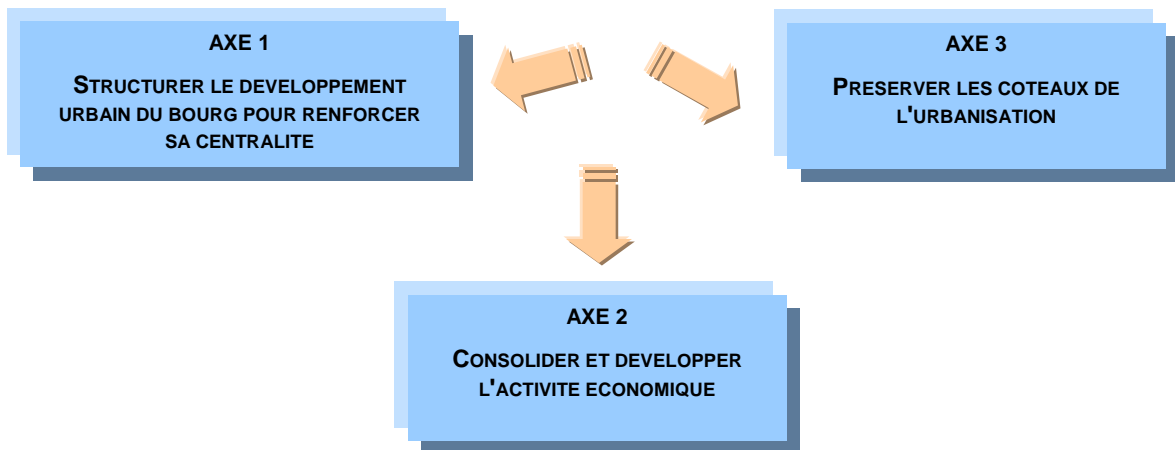 AXE 1
STRUCTURER LE DEVELOPPEMENT
URBAIN DU BOURG POUR RENFORCER
SA CENTRALITE
AXE 3
PRESERVER LES COTEAUX DE
L'URBANISATION
AXE 2
CONSOLIDER ET DEVELOPPER
L'ACTIVITE ECONOMIQUE